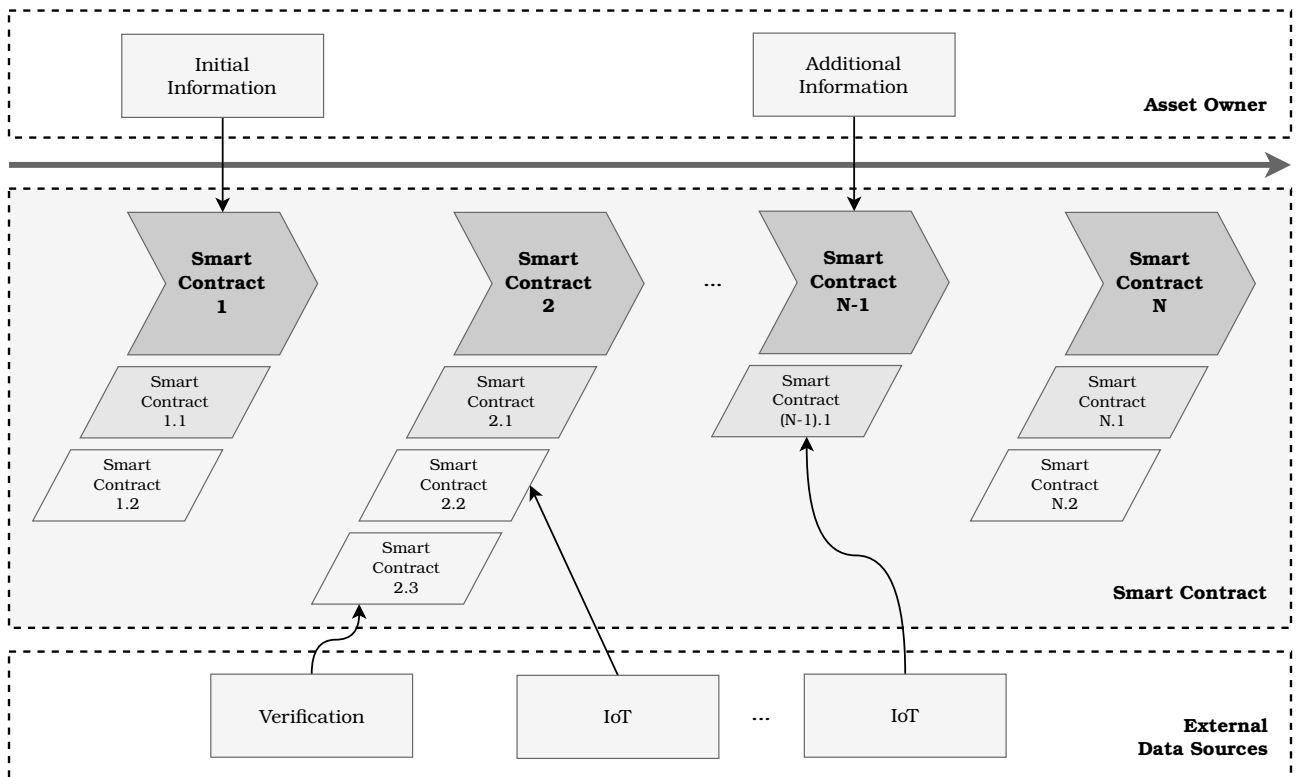 Initial
Information
Additional
Information
Asset Owner
Smart
Contract
1
Smart
Contract
2
...
Smart
Contract
N-1
Smart
Contract
N
Smart
Contract
1.1
Smart
Contract
2.1
Smart
Contract
(N-1).1
Smart
Contract
N.1
Smart
Contract
1.2
Smart
Contract
2.2
Smart
Contract
N.2
Smart
Contract
2.3
Smart Contract
Verification
IoT
...
IoT
External
Data Sources